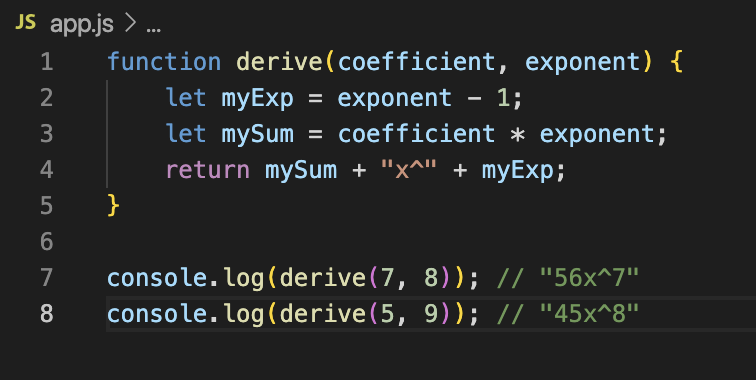 JS app.js > ...
1 function derive(coefficient, exponent) {
2     let myExp = exponent - 1;
3     let mySum = coefficient * exponent;
4     return mySum + "x^" + myExp;
5 }
6
7 console.log(derive(7, 8)); // "56x^7"
8 console.log(derive(5, 9)); // "45x^8"